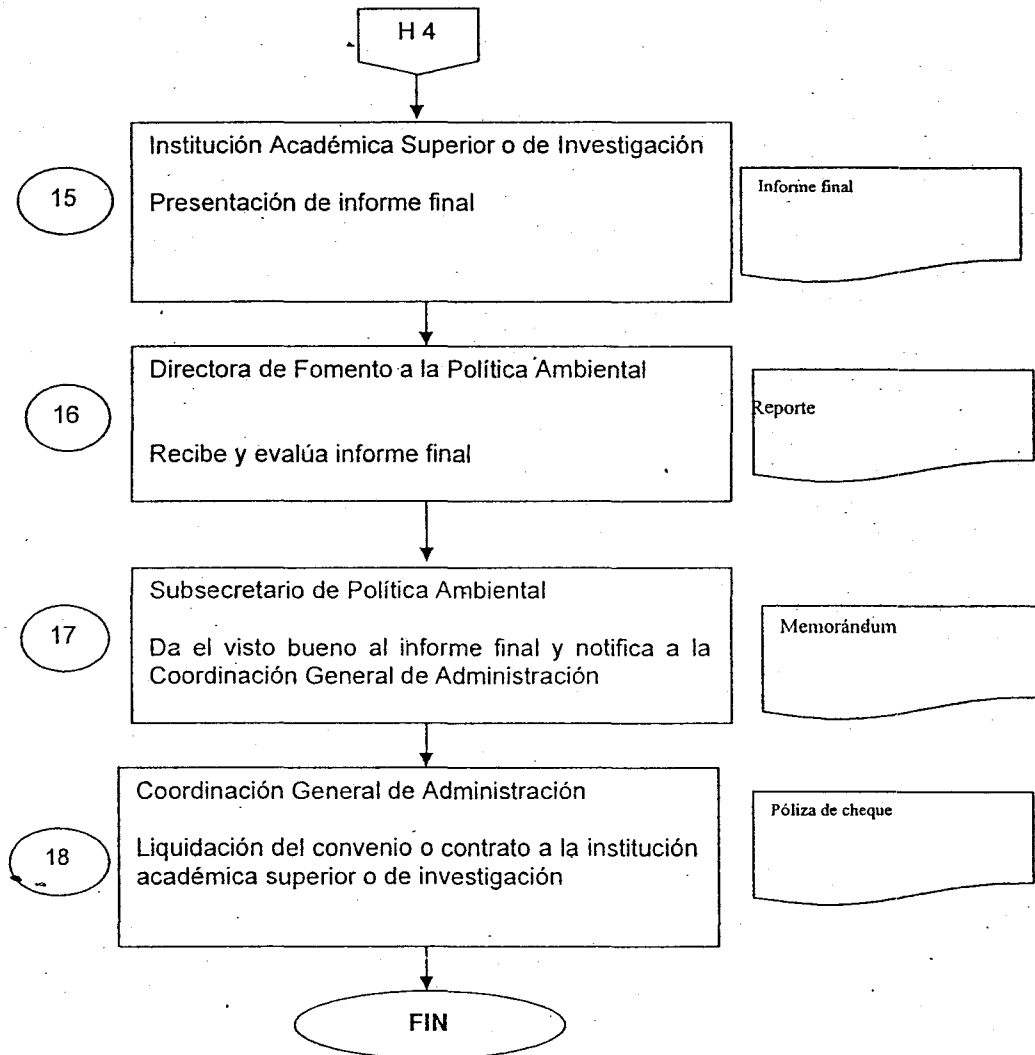 H 4
15
Institución Académica Superior o de Investigación
Presentación de informe final
Informe final
16
Directora de Fomento a la Política Ambiental
Recibe y evalúa informe final
Reporte
17
Subsecretario de Política Ambiental
Da el visto bueno al informe final y notifica a la
Coordinación General de Administración
Memorándum
18
Coordinación General de Administración
Liquidación del convenio o contrato a la institución
académica superior o de investigación
Póliza de cheque
FIN